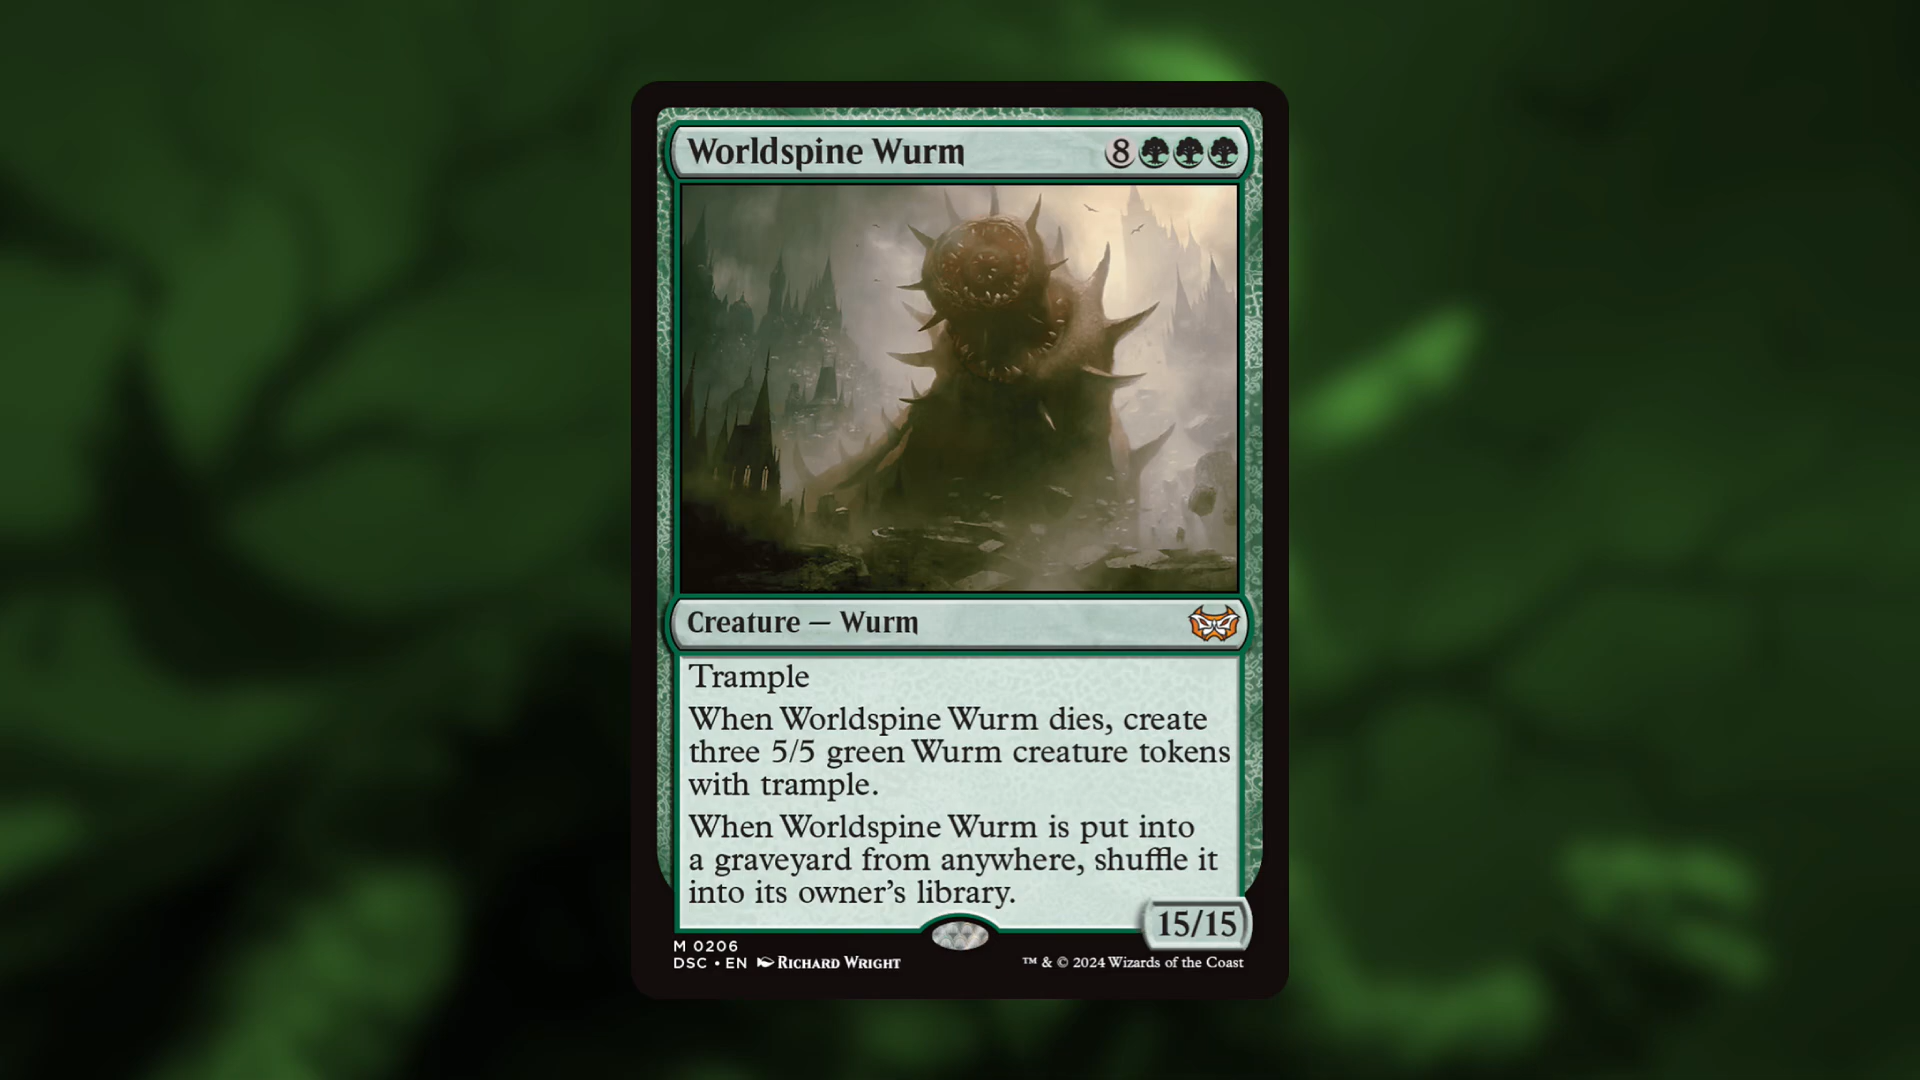 Worldspine Wurm 8
Creature — Wurm
Trample
When Worldspine Wurm dies, create
three 5/5 green Wurm creature tokens
with trample.
When Worldspine Wurm is put into
a graveyard from anywhere, shuffle it
into its owner's library.
15/15
M 0206
DSC • EN Richard Wright
™ & © 2024 Wizards of the Coast